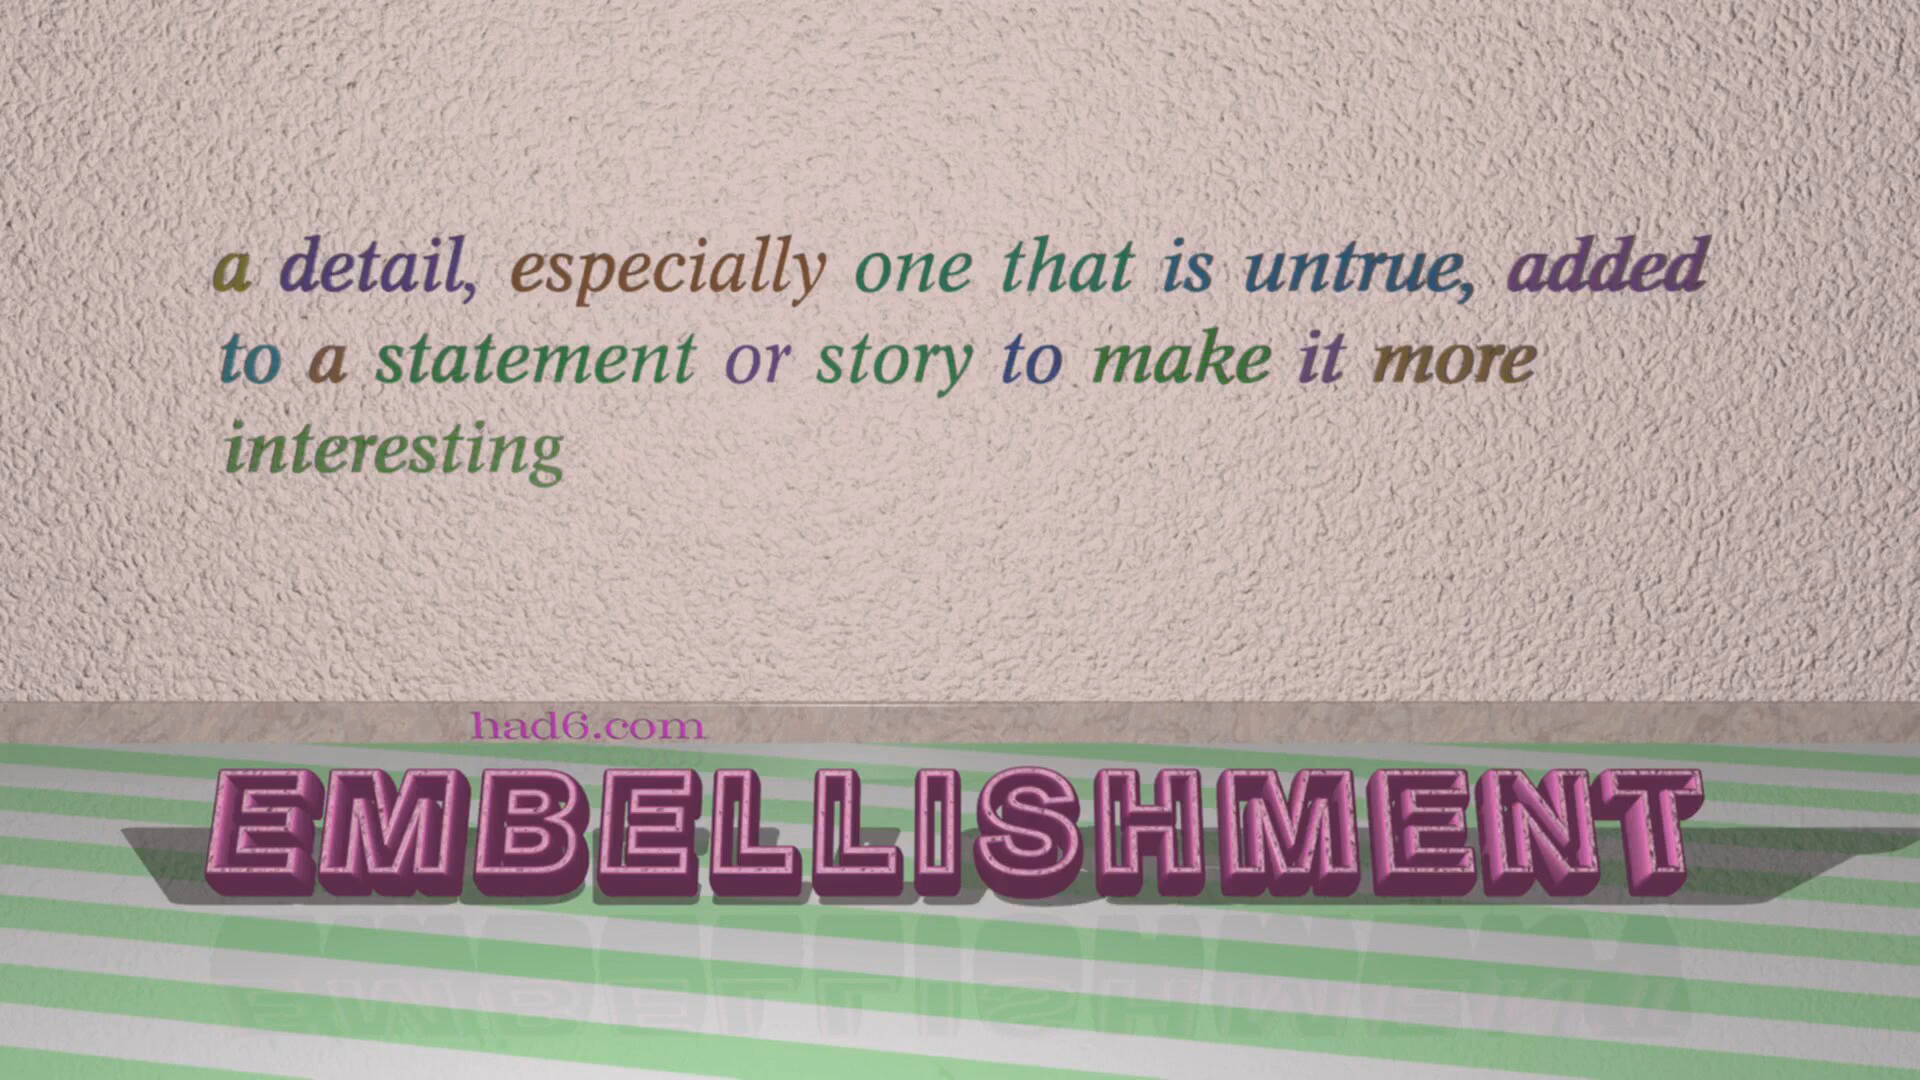 a detail, especially one that is untrue, added
to a statement or story to make it more
interesting
had6.com
EMBELLISHMENT